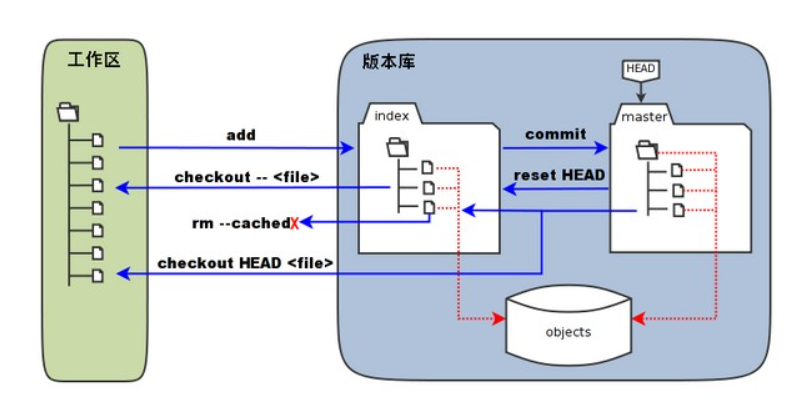 工作区
版本库
HEAD
index
master
add
commit
checkout -- <file>
reset HEAD
rm --cachedX
checkout HEAD <file>
objects